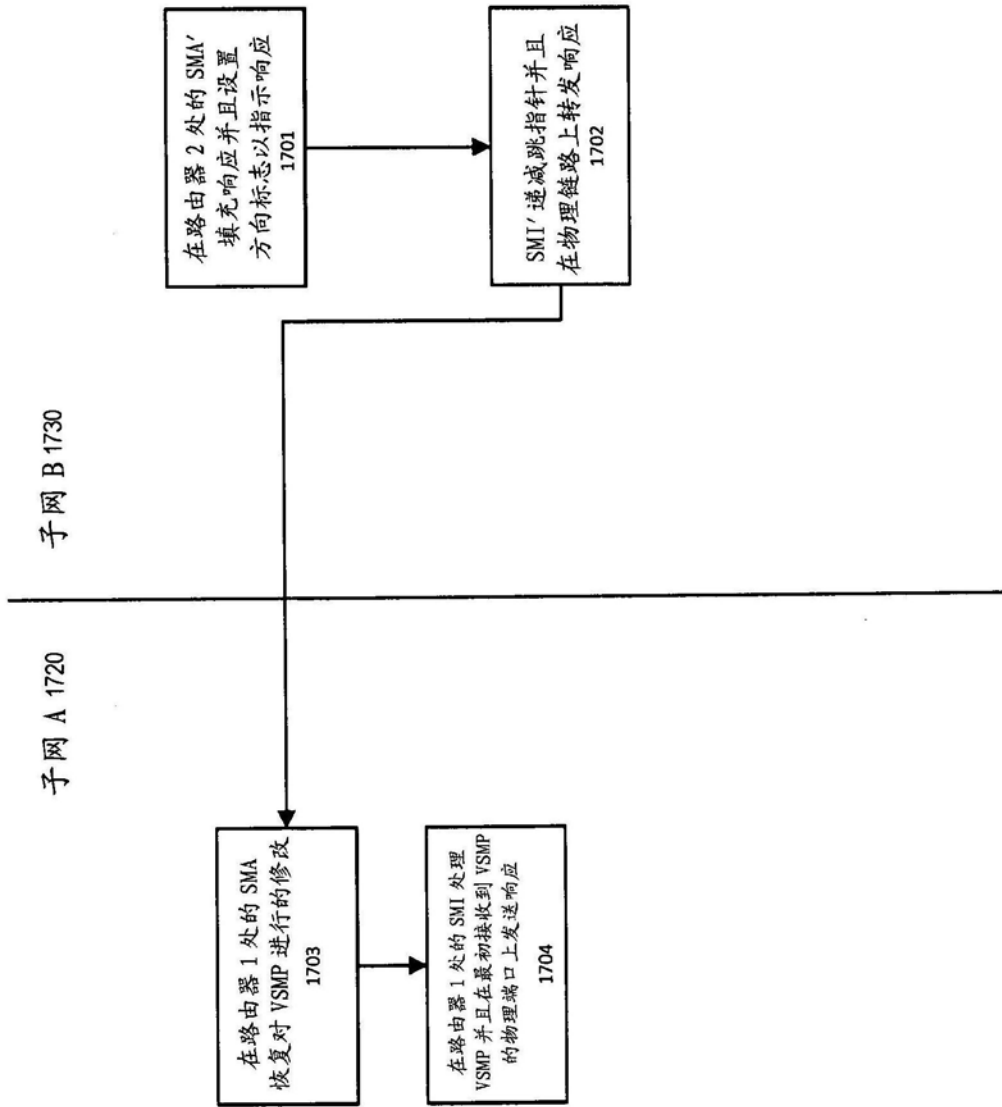 子网 A 1720
子网 B 1730
在路由器 2 处的 SMA′
填充响应并且设置
方向标志以指示响应
1701
SMI′递减跳指针并且
在物理链路上转发响应
1702
在路由器 1 处的 SMA
恢复对 VSMP 进行的修改
1703
在路由器 1 处的 SMI 处理
VSMP 并且在最初接收到 VSMP
的物理端口上发送响应
1704